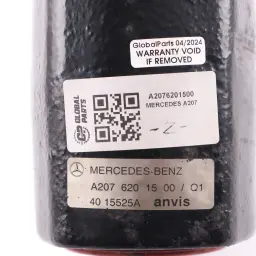 GlobalParts 04/2024
WARRANTY VOID
IF REMOVED
GLOBAL
PARTS
A2076201500
MERCEDES A207
-Z-
MERCEDES-BENZ
A207 620 15 00 / Q1
40 15525A anvis